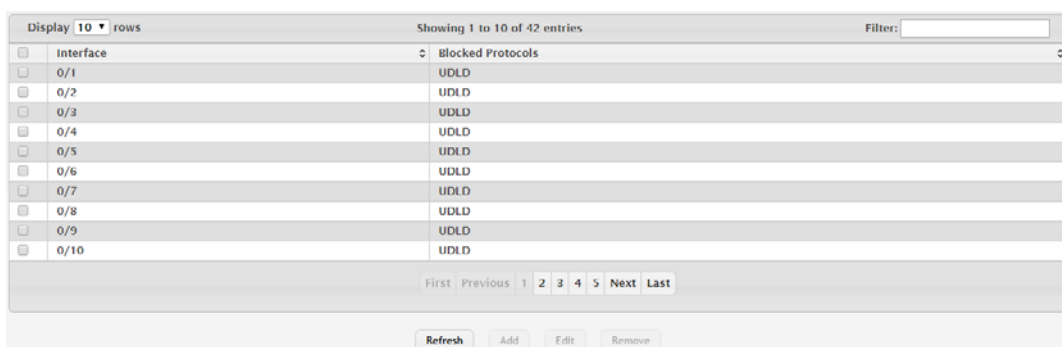 Display 10 rows Showing 1 to 10 of 42 entries Filter:
Interface Blocked Protocols
0/1 UDLD
0/2 UDLD
0/3 UDLD
0/4 UDLD
0/5 UDLD
0/6 UDLD
0/7 UDLD
0/8 UDLD
0/9 UDLD
0/10 UDLD
First Previous 1 2 3 4 5 Next Last
Refresh Add Edit Remove